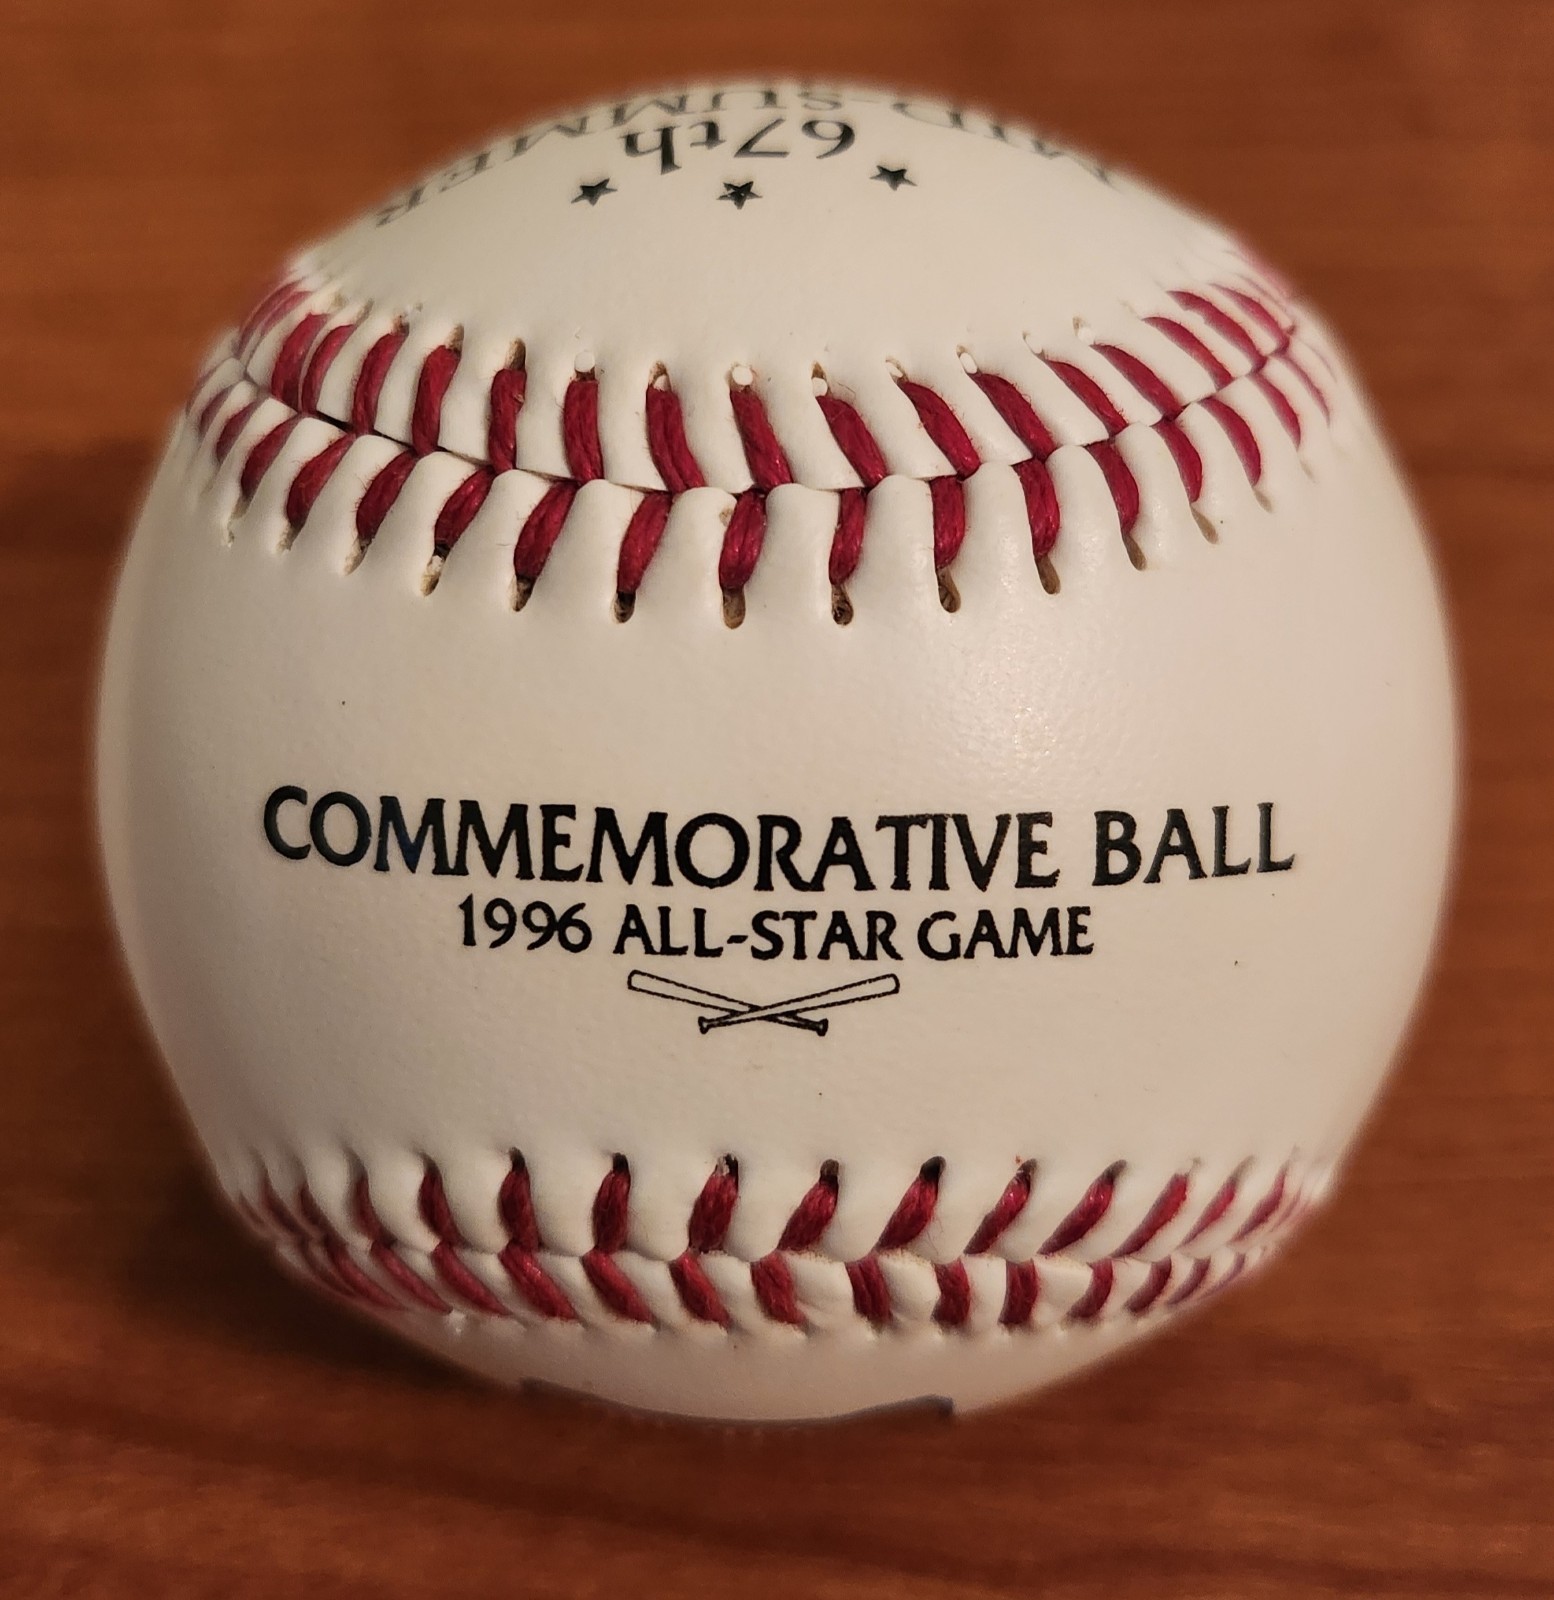 MID-SUMMER
67th
COMMEMORATIVE BALL
1996 ALL-STAR GAME